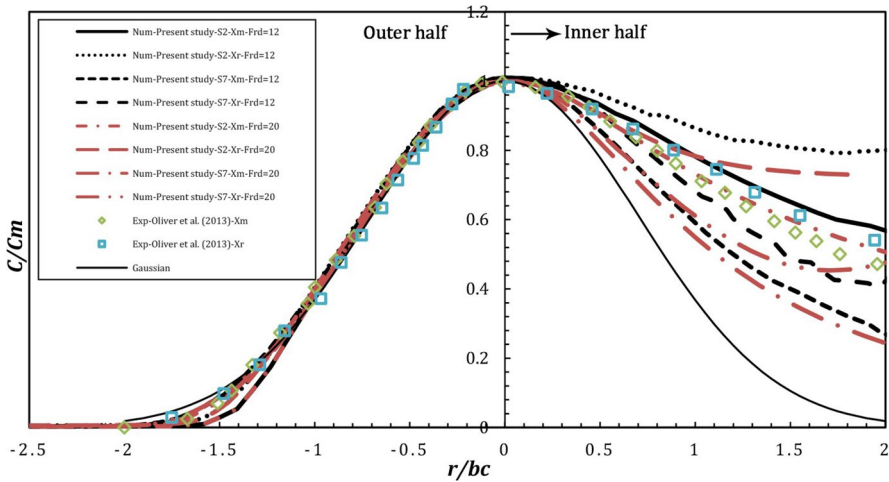 Outer half
Inner half
Num-Present study-S2-Xm-Frd=12
Num-Present study-S2-Xr-Frd=12
Num-Present study-S7-Xm-Frd=12
Num-Present study-S7-Xr-Frd=12
Num-Present study-S2-Xm-Frd=20
Num-Present study-S2-Xr-Frd=20
Num-Present study-S7-Xm-Frd=20
Num-Present study-S7-Xr-Frd=20
Exp-Oliver et al. (2013)-Xm
Exp-Oliver et al. (2013)-Xr
Gaussian
C/Cm
1.2
1
0.8
0.6
0.4
0.2
0
-2.5 -2 -1.5 -1 -0.5 0 0.5 1 1.5 2
r/bc